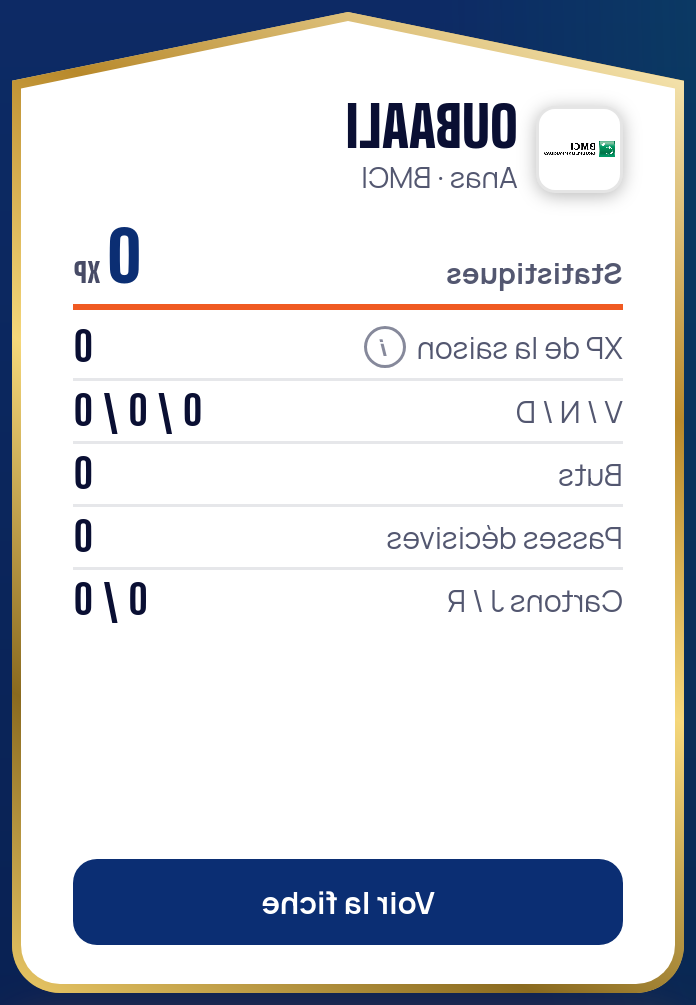 BMCI
OUBAALI
Anas · BMCI
Statistiques 0 XP
XP de la saison i 0
V / N / D 0 / 0 / 0
Buts 0
Passes décisives 0
Cartons J / R 0 / 0
Voir la fiche